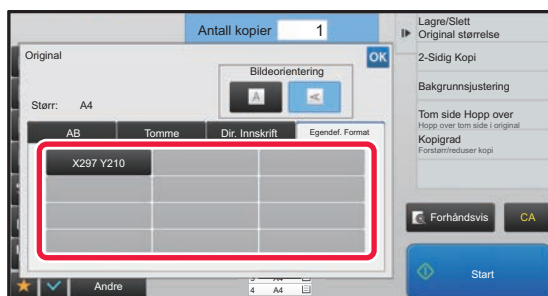 Antall kopier 1
Original
OK
Bildeorientering
A
A
Størr: A4
AB
Tomme
Dir. Innskrift
Egendef. Format
X297 Y210
Lagre/Slett
Original størrelse
2-Sidig Kopi
Bakgrunnsjustering
Tom side Hopp over
Hopp over tom side i original
Kopigrad
Forstørr/reduser kopi
Forhåndsvis
CA
Start
Andre
4 A4